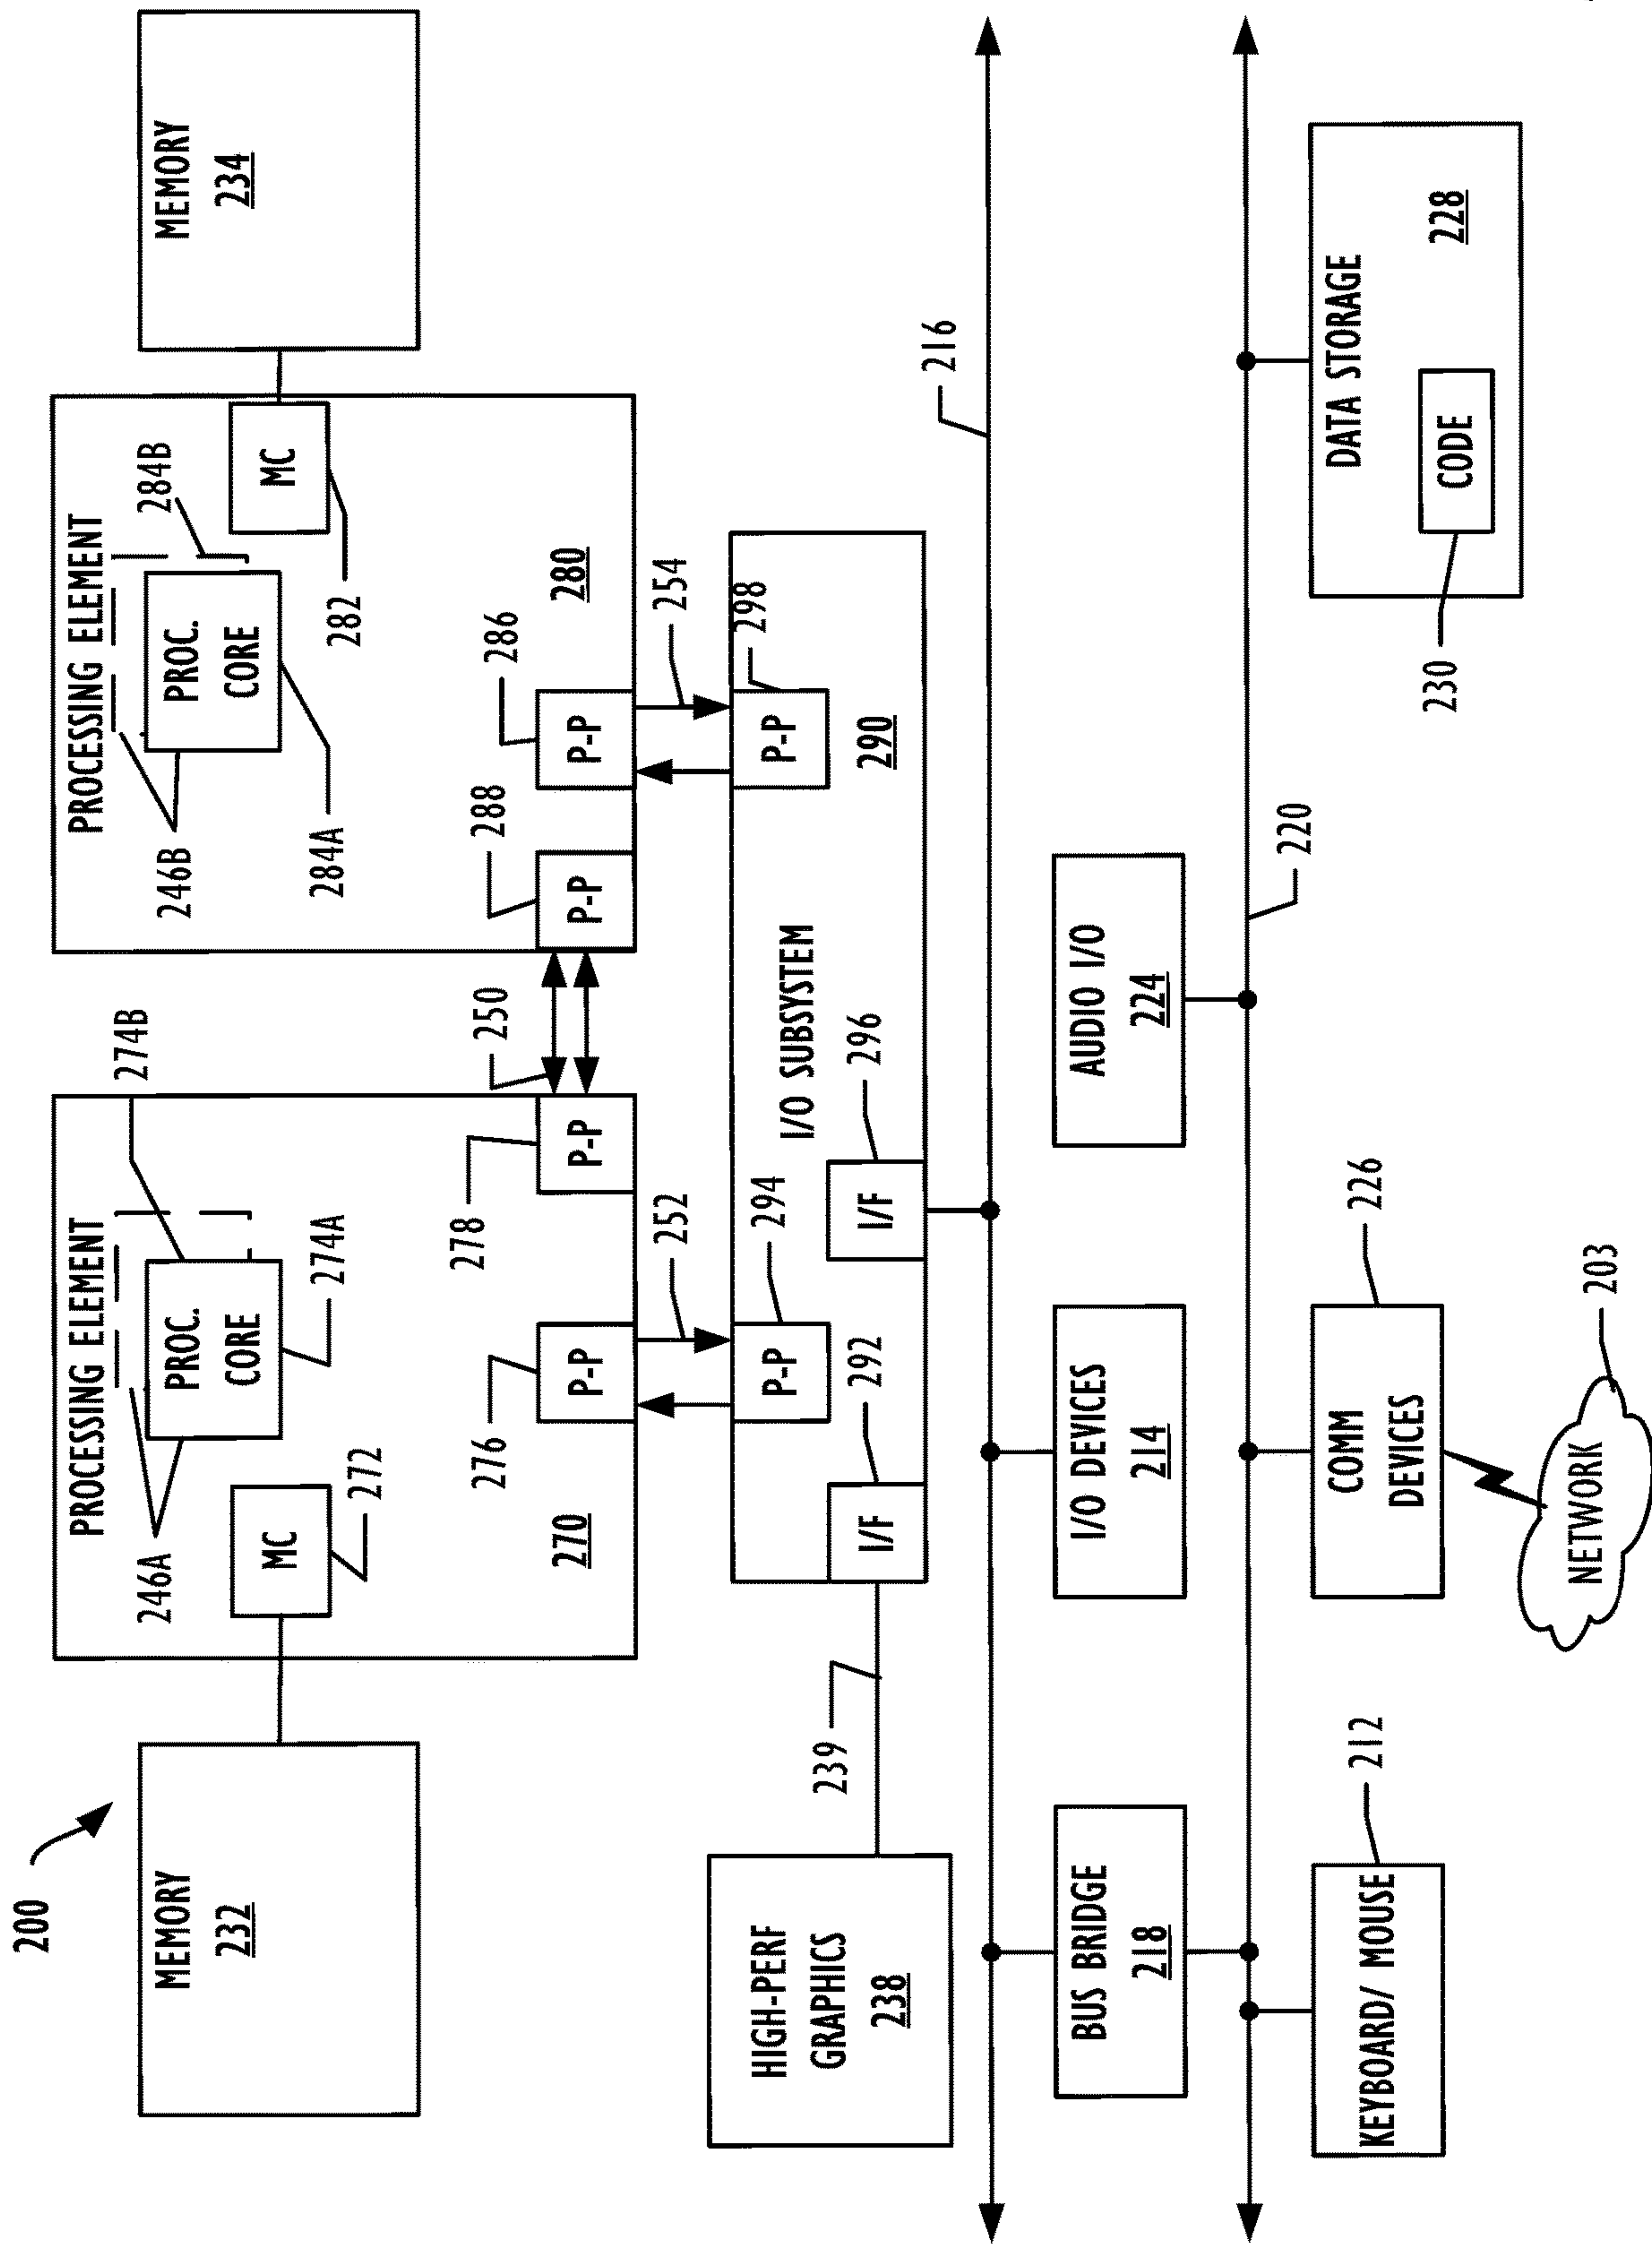 200
MEMORY
232
PROCESSING ELEMENT
246A
PROC.
CORE
274B
274A
MC
272
270
276
P-P
278
P-P
250
PROCESSING ELEMENT
246B
PROC.
CORE
284B
284A
MC
282
280
288
P-P
286
P-P
MEMORY
234
252
254
HIGH-PERF
GRAPHICS
238
239
I/O SUBSYSTEM
290
P-P
294
P-P
298
I/F
292
I/F
296
216
BUS BRIDGE
218
I/O DEVICES
214
AUDIO I/O
224
220
KEYBOARD/ MOUSE
212
COMM
DEVICES
226
NETWORK
203
DATA STORAGE
228
CODE
230